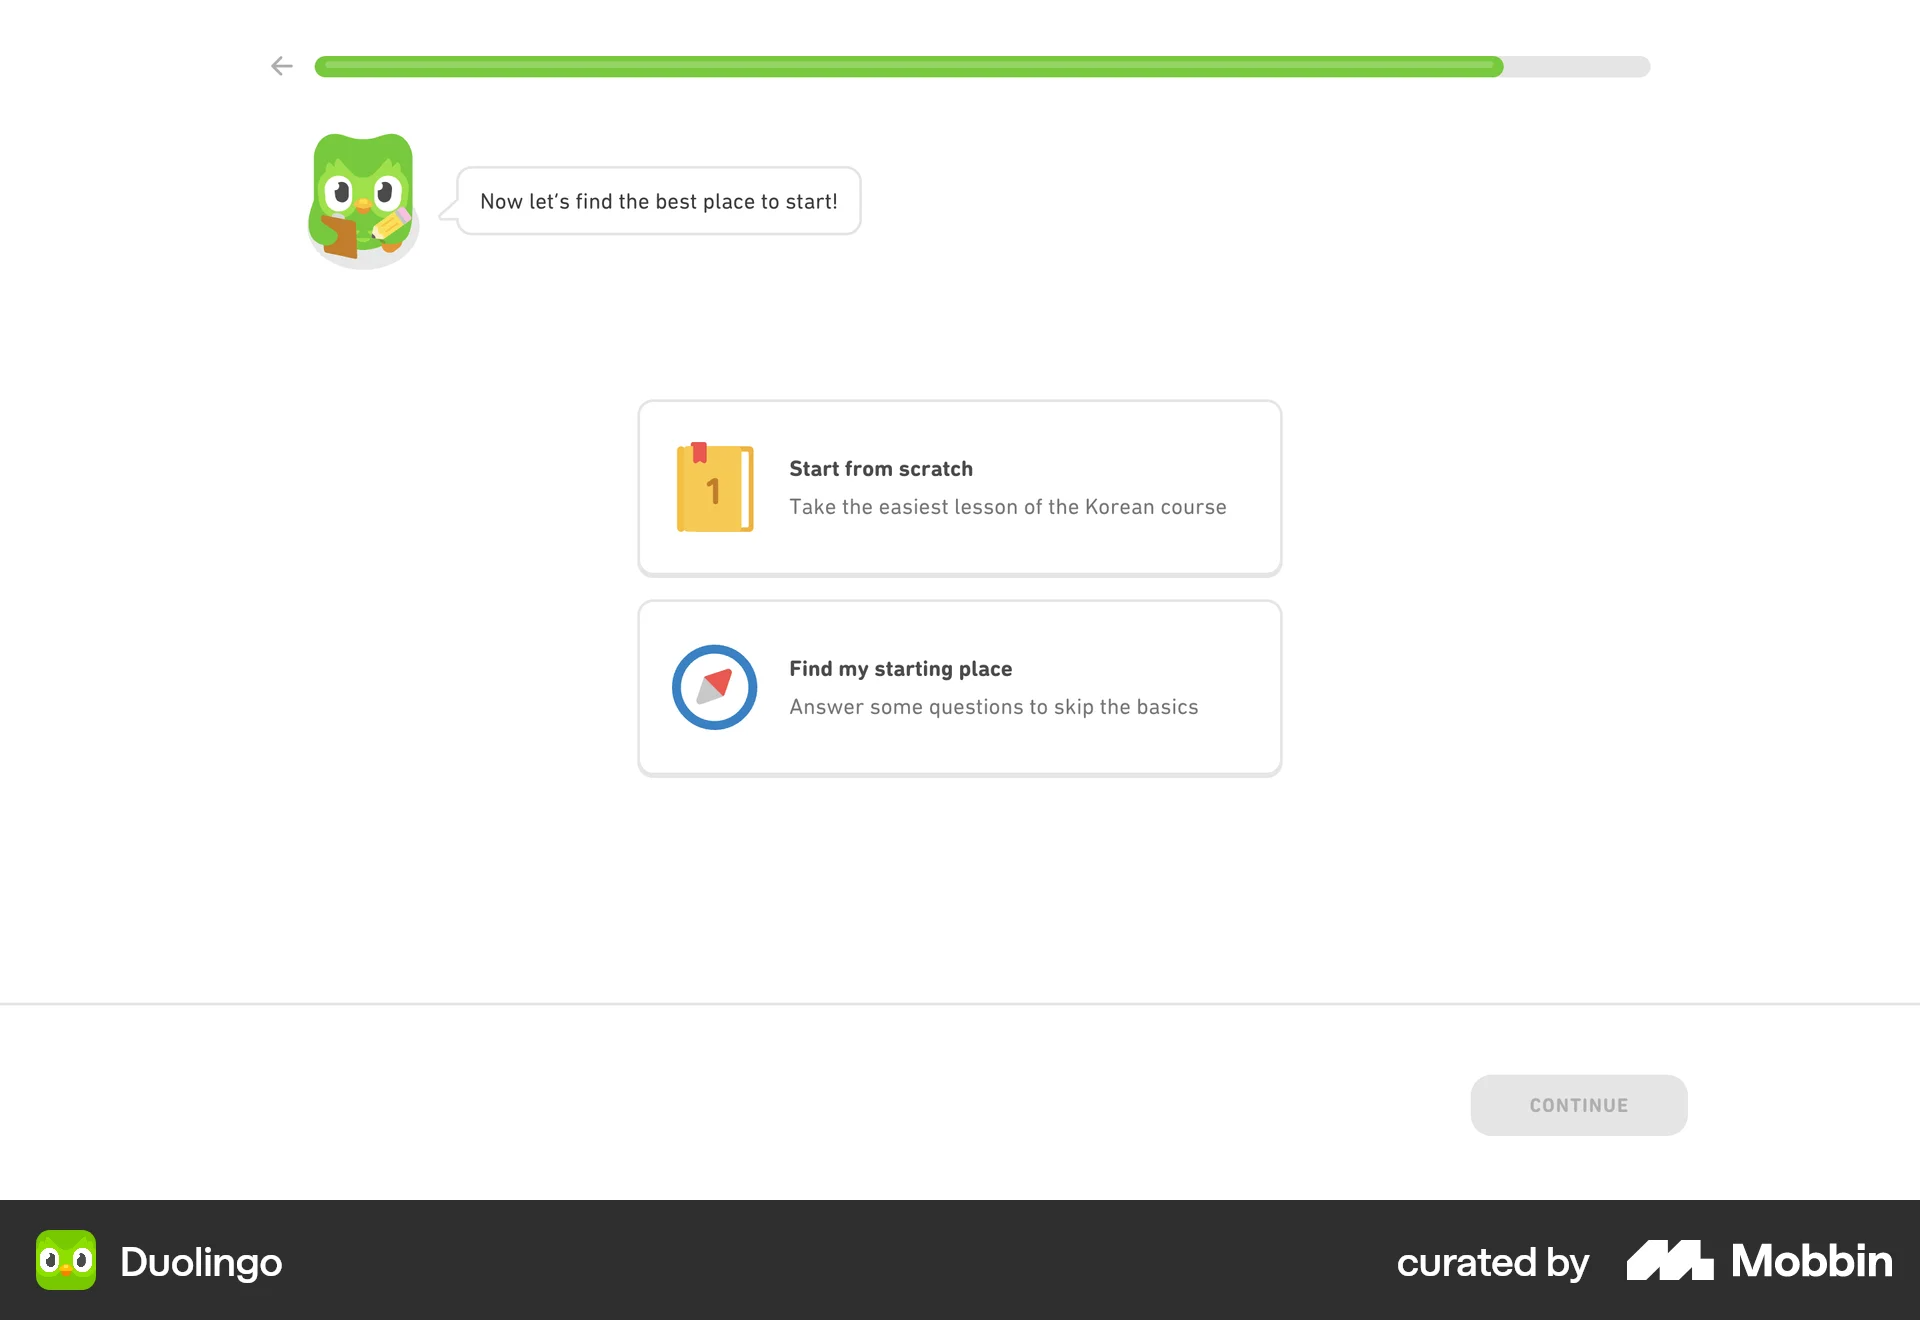 Now let’s find the best place to start!
1
Start from scratch
Take the easiest lesson of the Korean course
Find my starting place
Answer some questions to skip the basics
CONTINUE
Duolingo
curated by Mobbin